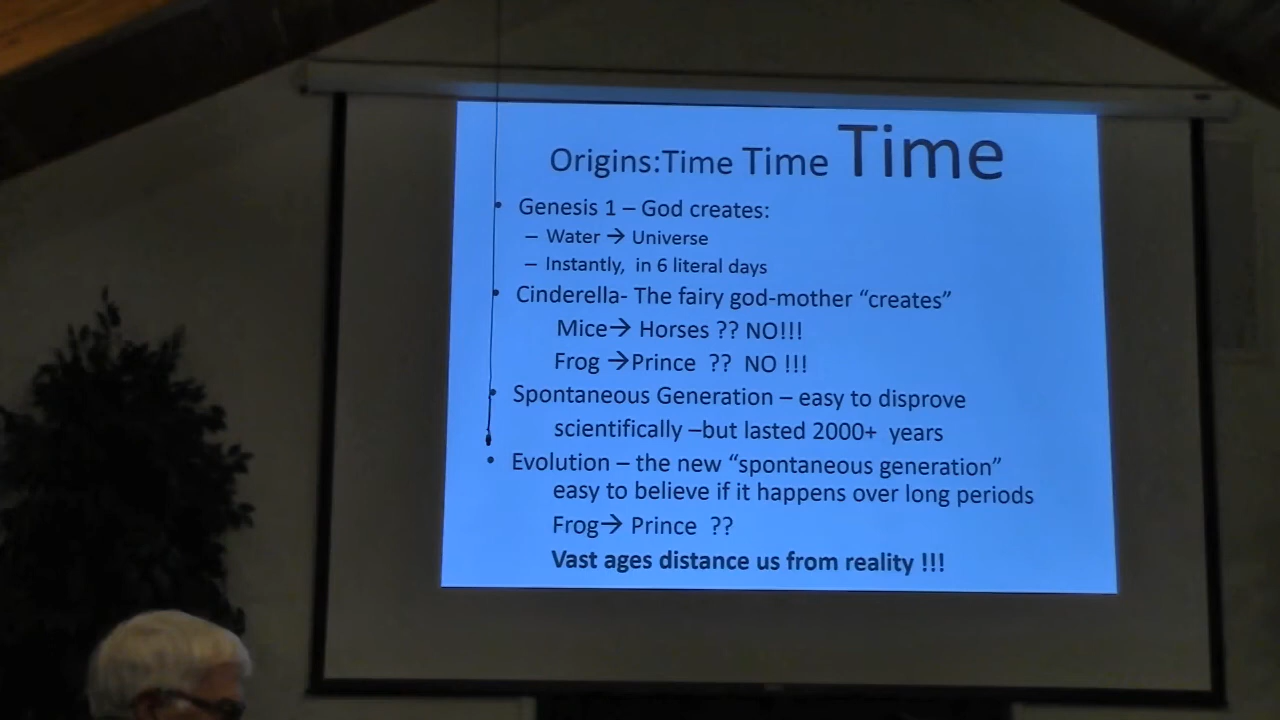 Origins:Time Time Time
• Genesis 1 – God creates:
– Water → Universe
– Instantly, in 6 literal days
• Cinderella- The fairy god-mother “creates”
Mice→ Horses ?? NO!!!
Frog →Prince ?? NO !!!
• Spontaneous Generation – easy to disprove
scientifically –but lasted 2000+ years
• Evolution – the new “spontaneous generation”
easy to believe if it happens over long periods
Frog→ Prince ??
Vast ages distance us from reality !!!